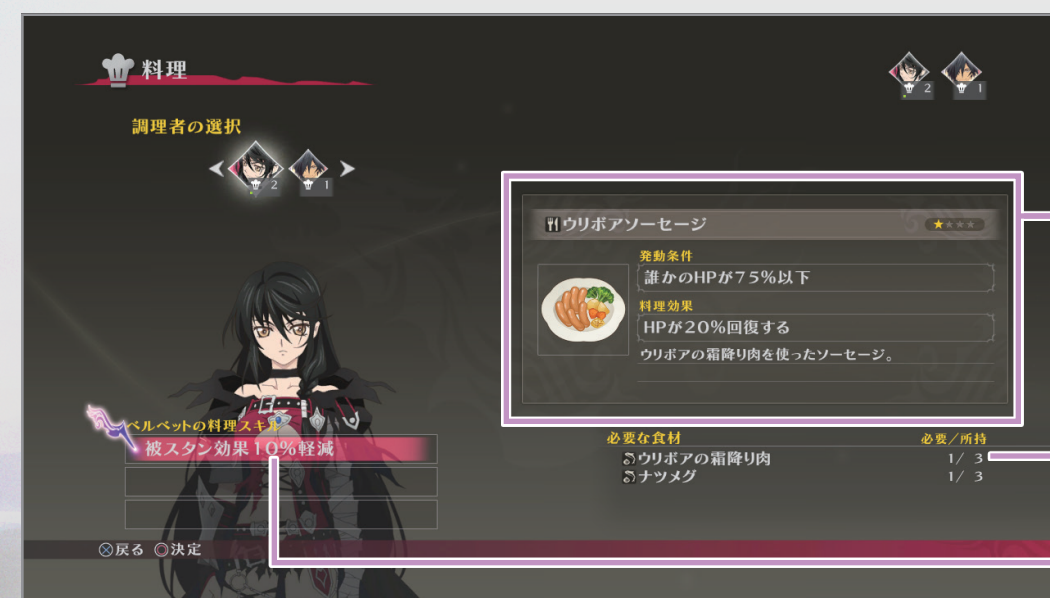 料理
2
1
調理者の選択
2
1
ウリボアソーセージ
発動条件
誰かのHPが75%以下
料理効果
HPが20%回復する
ウリボアの霜降り肉を使ったソーセージ。
ベルベットの料理スキル
被スタン効果10%軽減
必要な食材 必要/所持
ウリボアの霜降り肉 1/ 3
ナツメグ 1/ 3
戻る 決定